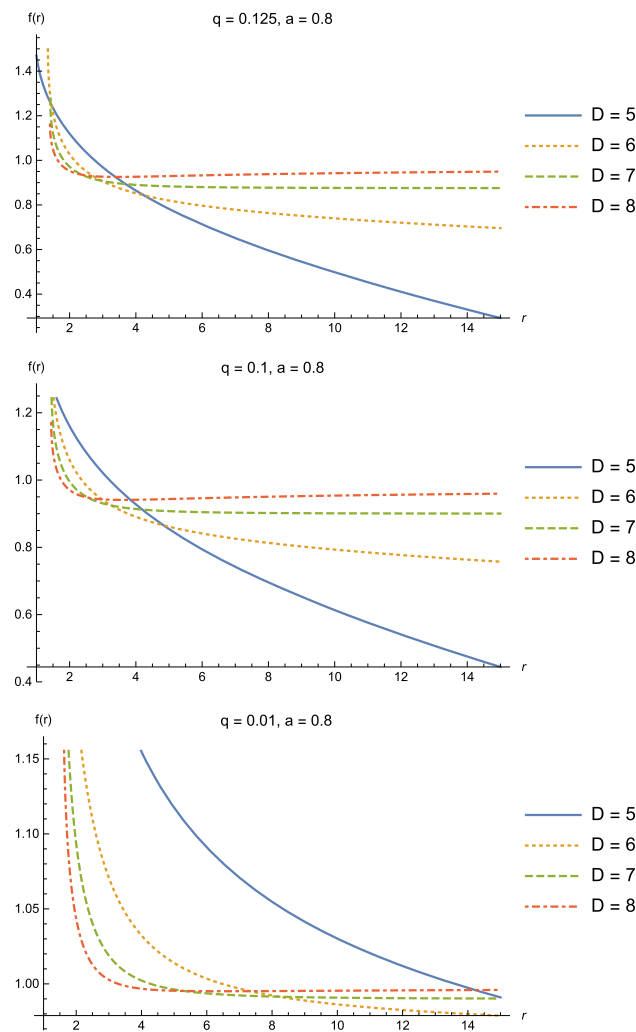 f(r)
q = 0.125, a = 0.8
1.4
1.2
1.0
0.8
0.6
0.4
2 4 6 8 10 12 14
r
D = 5
D = 6
D = 7
D = 8
f(r)
q = 0.1, a = 0.8
1.2
1.0
0.8
0.6
0.4
2 4 6 8 10 12 14
r
D = 5
D = 6
D = 7
D = 8
f(r)
q = 0.01, a = 0.8
1.15
1.10
1.05
1.00
2 4 6 8 10 12 14
r
D = 5
D = 6
D = 7
D = 8